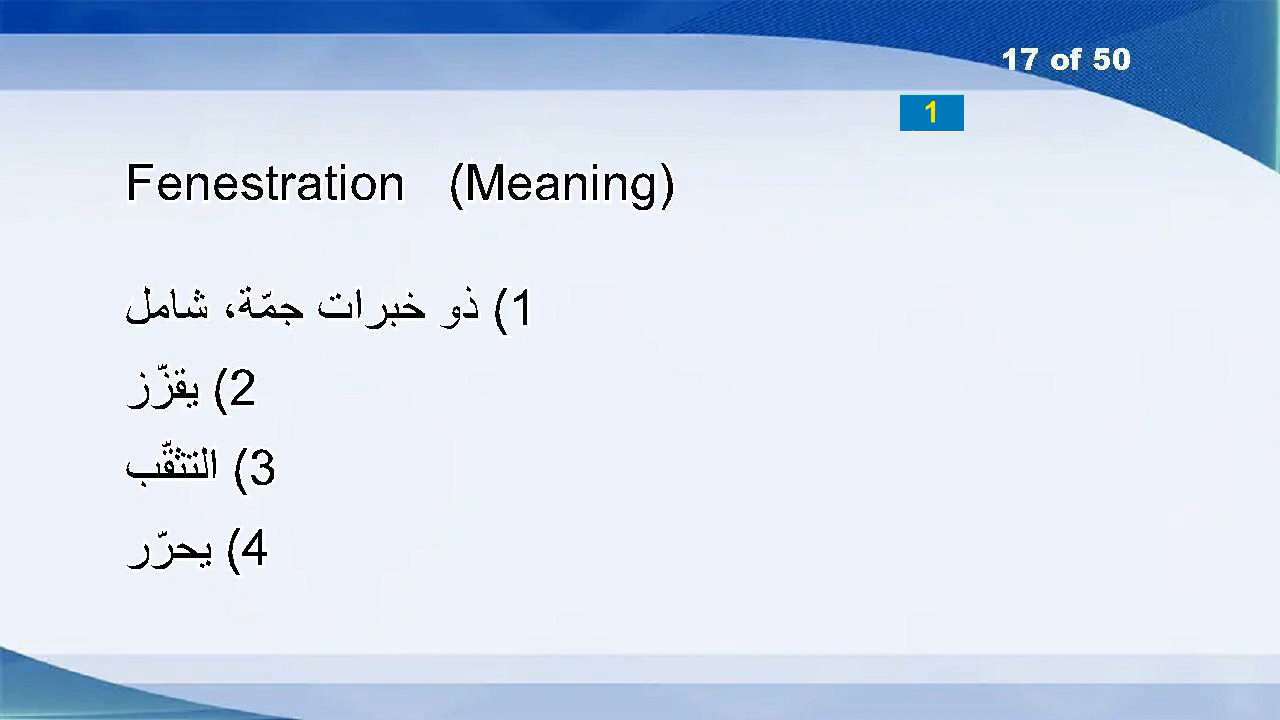 17 of 50
1
Fenestration (Meaning)
1) ذو خبرات جمّة، شامل
2) يقزّز
3) التثقّب
4) يحرّر